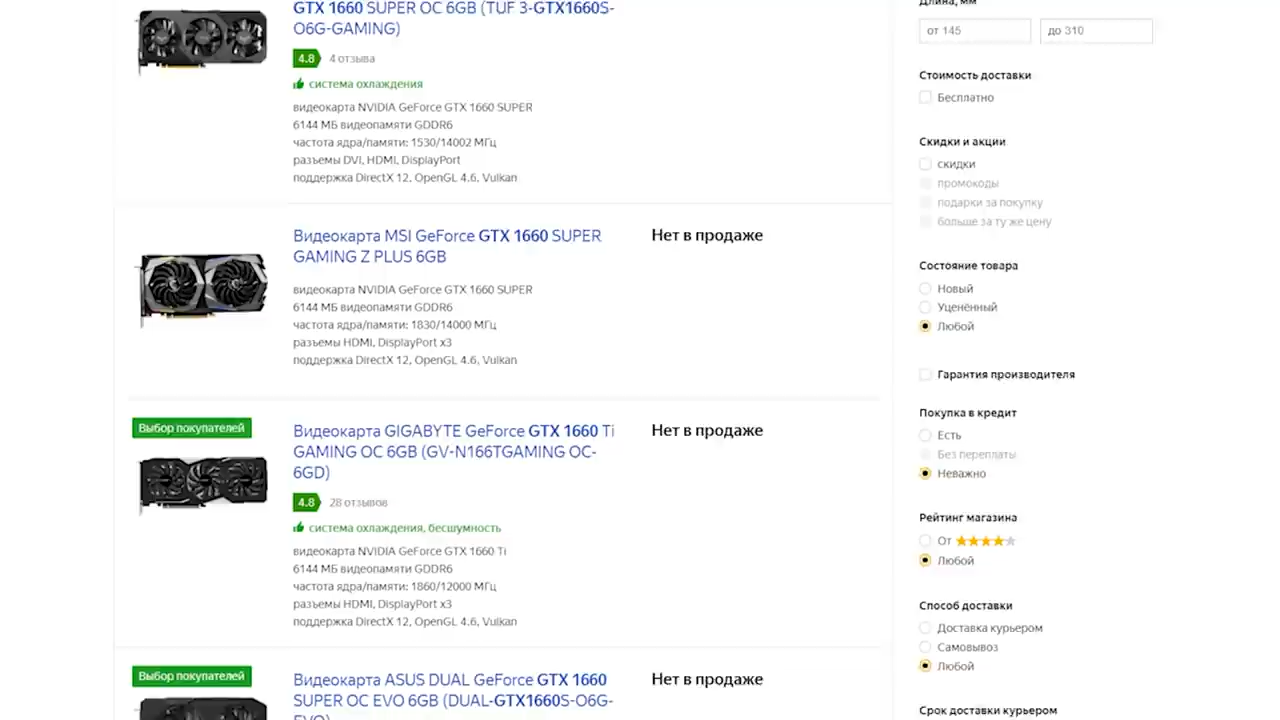 GTX 1660 SUPER OC 6GB (TUF 3-GTX1660S-
O6G-GAMING)
4.8 4 отзыва
система охлаждения
видеокарта NVIDIA GeForce GTX 1660 SUPER
6144 МБ видеопамяти GDDR6
частота ядра/памяти: 1530/14002 МГц
разъемы DVI, HDMI, DisplayPort
поддержка DirectX 12, OpenGL 4.6, Vulkan
Видеокарта MSI GeForce GTX 1660 SUPER
GAMING Z PLUS 6GB
Нет в продаже
видеокарта NVIDIA GeForce GTX 1660 SUPER
6144 МБ видеопамяти GDDR6
частота ядра/памяти: 1830/14000 МГц
разъемы HDMI, DisplayPort x3
поддержка DirectX 12, OpenGL 4.6, Vulkan
Выбор покупателей
Видеокарта GIGABYTE GeForce GTX 1660 Ti
GAMING OC 6GB (GV-N166TGAMING OC-
6GD)
Нет в продаже
4.8 28 отзывов
система охлаждения, бесшумность
видеокарта NVIDIA GeForce GTX 1660 Ti
6144 МБ видеопамяти GDDR6
частота ядра/памяти: 1860/12000 МГц
разъемы HDMI, DisplayPort x3
поддержка DirectX 12, OpenGL 4.6, Vulkan
Выбор покупателей
Видеокарта ASUS DUAL GeForce GTX 1660
SUPER OC EVO 6GB (DUAL-GTX1660S-O6G-
EVO)
Нет в продаже
Длина, мм
от 145
до 310
Стоимость доставки
Бесплатно
Скидки и акции
скидки
промокоды
подарки за покупку
больше за ту же цену
Состояние товара
Новый
Уценённый
Любой
Гарантия производителя
Покупка в кредит
Есть
Без переплаты
Неважно
Рейтинг магазина
От
Любой
Способ доставки
Доставка курьером
Самовывоз
Любой
Срок доставки курьером